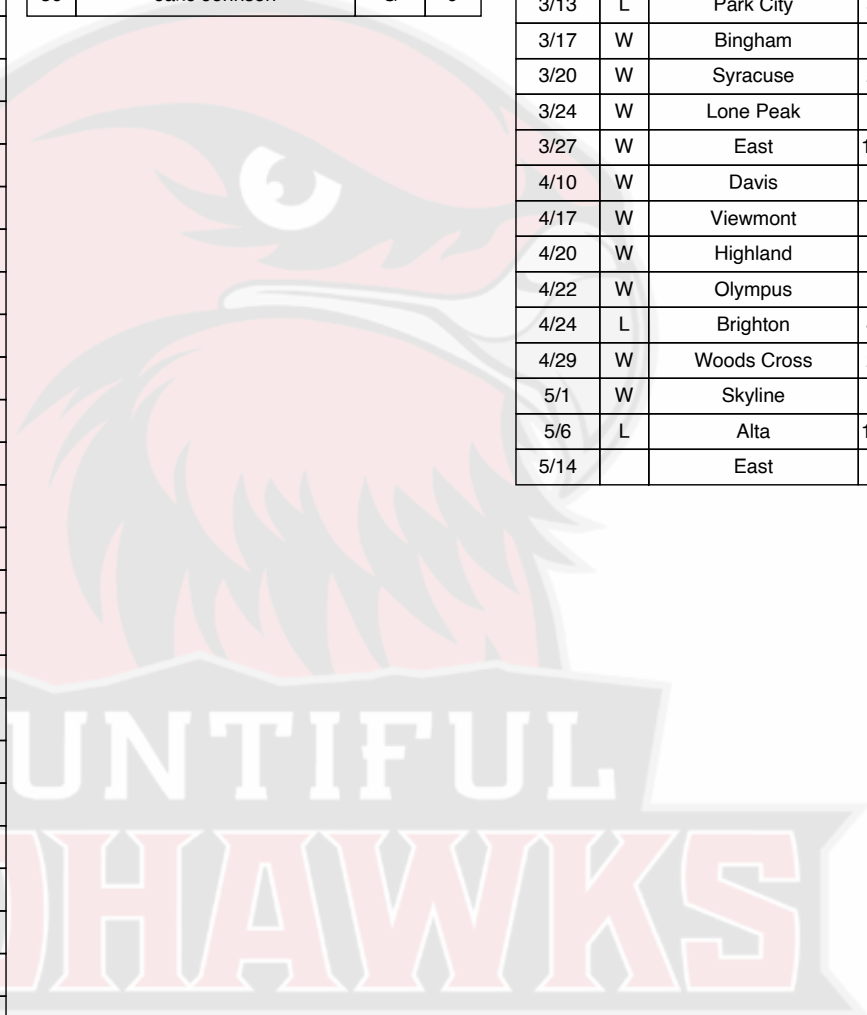 3/13 L Park City
3/17 W Bingham
3/20 W Syracuse
3/24 W Lone Peak
3/27 W East 1
4/10 W Davis
4/17 W Viewmont
4/20 W Highland
4/22 W Olympus
4/24 L Brighton
4/29 W Woods Cross
5/1 W Skyline
5/6 L Alta 1
5/14 East
UNTIFUL
HAWKS